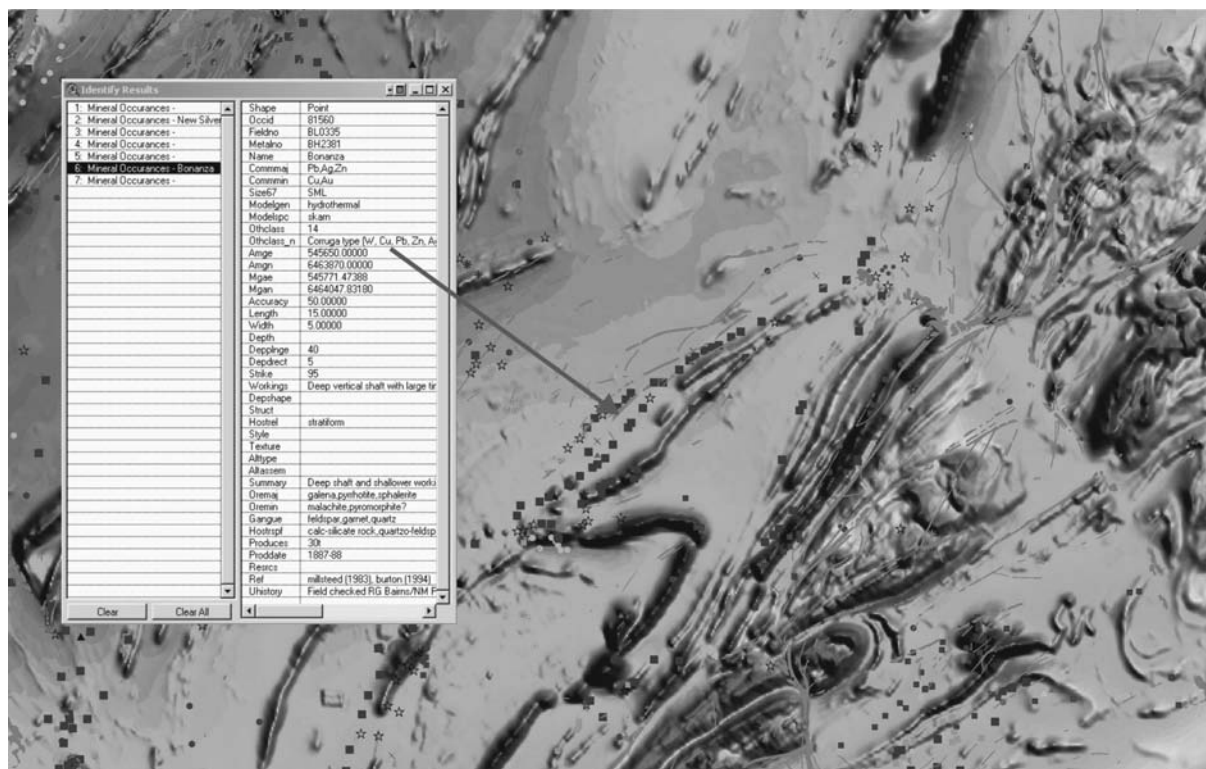 Identify Results
1: Mineral Occurances -
2: Mineral Occurances - New Silver
3: Mineral Occurances -
4: Mineral Occurances -
5: Mineral Occurances -
6: Mineral Occurances - Bonanza
7: Mineral Occurances -
Clear
Clear All
Shape Point
Occid 81560
Fieldno BL0335
Metalno BH2381
Name Bonanza
Commmaj Pb,Ag,Zn
Commmin Cu,Au
Size67 SML
Modelgen hydrothermal
Modelspc skarn
Othclass 14
Othclass_n Corruga type [W, Cu, Pb, Zn, A
Amge 545650.00000
Amgn 6463870.00000
Mgae 545771.47388
Mgan 6464047.83180
Accuracy 50.00000
Length 15.00000
Width 5.00000
Depth
Depplnge 40
Depdrect 5
Strike 95
Workings Deep vertical shaft with large tir
Depshape
Struct
Hostrel stratiform
Style
Texture
Alttype
Altassem
Summary Deep shaft and shallower worki
Oremaj galena,pyrrhotite,sphalerite
Oremin malachite,pyromorphite?
Gangue feldspar,garnet,quartz
Hostrspf calc-silicate rock,quartzo-feldsp
Produces 30t
Proddate 1887-88
Resrcs
Ref millsteed (1983), burton (1994)
Uhistory Field checked RG Bairns/NM F